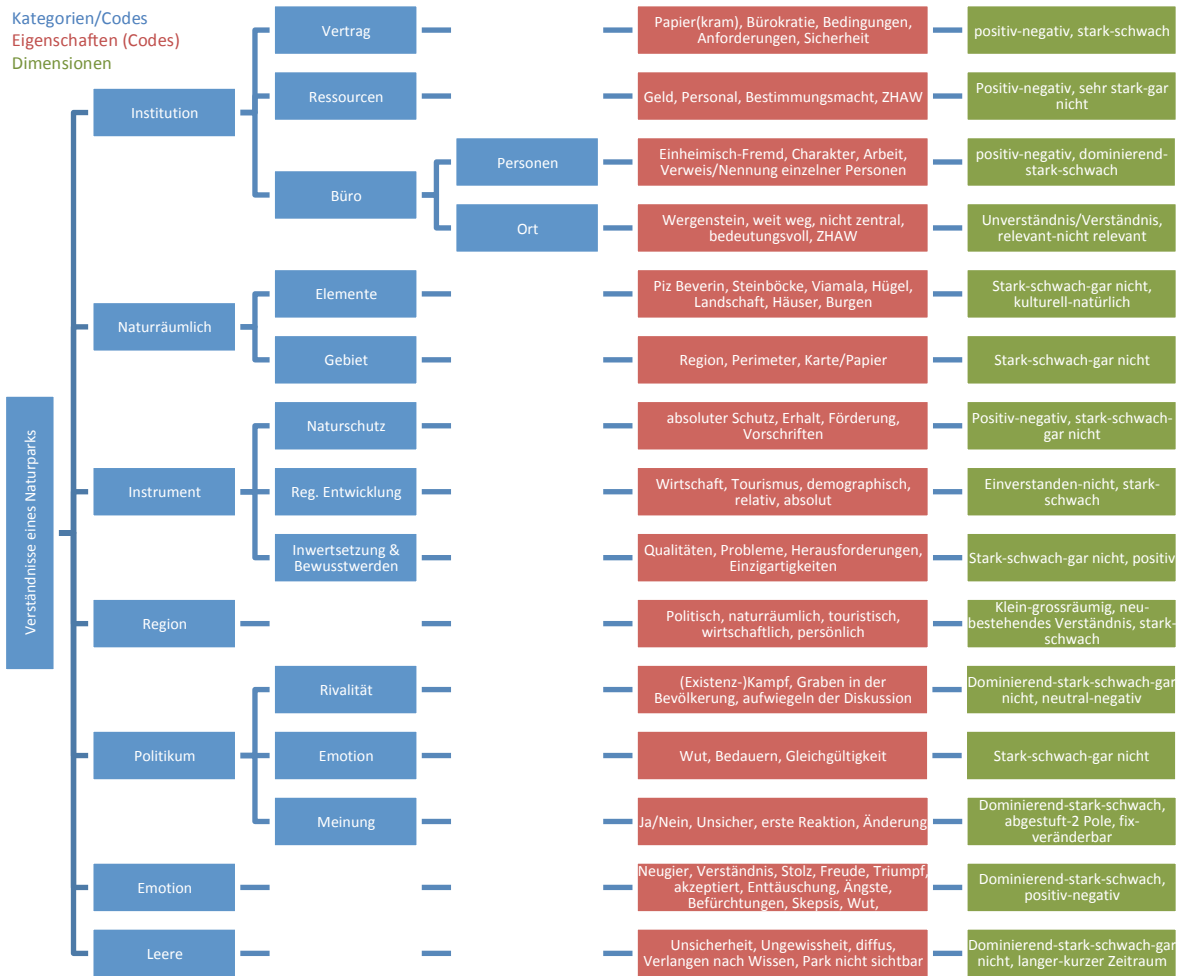 Kategorien/Codes
Eigenschaften (Codes)
Dimensionen
Verständnisse eines Naturparks
Institution
Vertrag
Papier(kram), Bürokratie, Bedingungen,
Anforderungen, Sicherheit
positiv-negativ, stark-schwach
Ressourcen
Geld, Personal, Bestimmungsmacht, ZHAW
Positiv-negativ, sehr stark-gar
nicht
Büro
Personen
Einheimisch-Fremd, Charakter, Arbeit,
Verweis/Nennung einzelner Personen
positiv-negativ, dominierend-
stark-schwach
Ort
Wergenstein, weit weg, nicht zentral,
bedeutungsvoll, ZHAW
Unverständnis/Verständnis,
relevant-nicht relevant
Naturräumlich
Elemente
Piz Beverin, Steinböcke, Viamala, Hügel,
Landschaft, Häuser, Burgen
Stark-schwach-gar nicht,
kulturell-natürlich
Gebiet
Region, Perimeter, Karte/Papier
Stark-schwach-gar nicht
Instrument
Naturschutz
absoluter Schutz, Erhalt, Förderung,
Vorschriften
Positiv-negativ, stark-schwach-
gar nicht
Reg. Entwicklung
Wirtschaft, Tourismus, demographisch,
relativ, absolut
Einverstanden-nicht, stark-
schwach
Inwertsetzung &
Bewusstwerden
Qualitäten, Probleme, Herausforderungen,
Einzigartigkeiten
Stark-schwach-gar nicht, positiv
Region
Politisch, naturräumlich, touristisch,
wirtschaftlich, persönlich
Klein-grossräumig, neu-
bestehendes Verständnis, stark-
schwach
Politikum
Rivalität
(Existenz-)Kampf, Graben in der
Bevölkerung, aufwiegeln der Diskussion
Dominierend-stark-schwach-gar
nicht, neutral-negativ
Emotion
Wut, Bedauern, Gleichgültigkeit
Stark-schwach-gar nicht
Meinung
Ja/Nein, Unsicher, erste Reaktion, Änderung
Dominierend-stark-schwach,
abgestuft-2 Pole, fix-
veränderbar
Emotion
Neugier, Verständnis, Stolz, Freude, Triumpf,
akzeptiert, Enttäuschung, Ängste,
Befürchtungen, Skepsis, Wut,
Dominierend-stark-schwach,
positiv-negativ
Leere
Unsicherheit, Ungewissheit, diffus,
Verlangen nach Wissen, Park nicht sichtbar
Dominierend-stark-schwach-gar
nicht, langer-kurzer Zeitraum